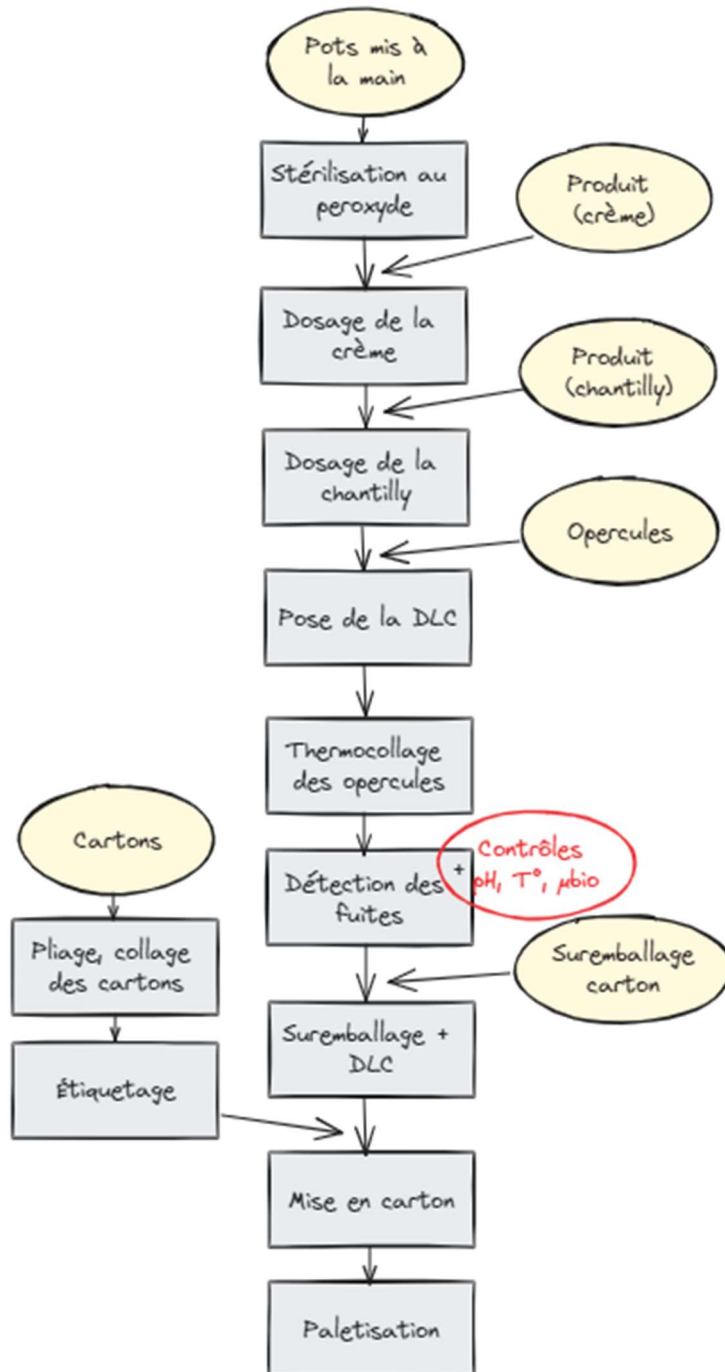 Pots mis à
la main
Stérilisation au
peroxyde
Produit
(crème)
Dosage de la
crème
Produit
(chantilly)
Dosage de la
chantilly
Opercules
Pose de la DLC
Thermocollage
des opercules
Cartons
+ Contrôles
pH, T°, µbio
Détection des
fuites
Pliage, collage
des cartons
Suremballage
carton
Suremballage +
DLC
Étiquetage
Mise en carton
Paletisation